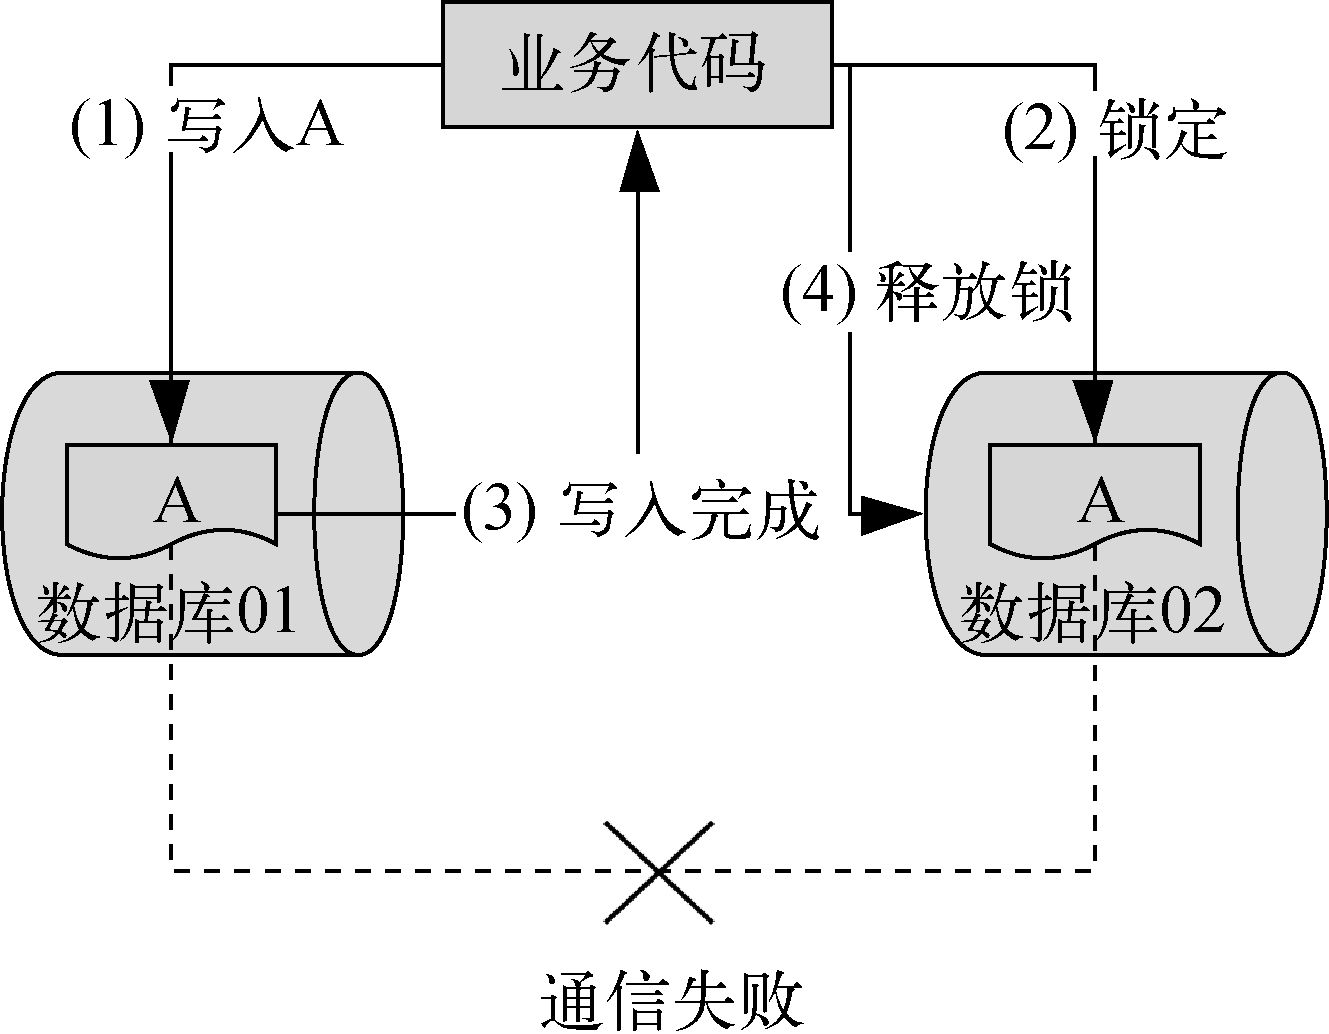 业务代码
(1) 写入A
(2) 锁定
(4) 释放锁
A
(3) 写入完成
A
数据库01
数据库02
通信失败